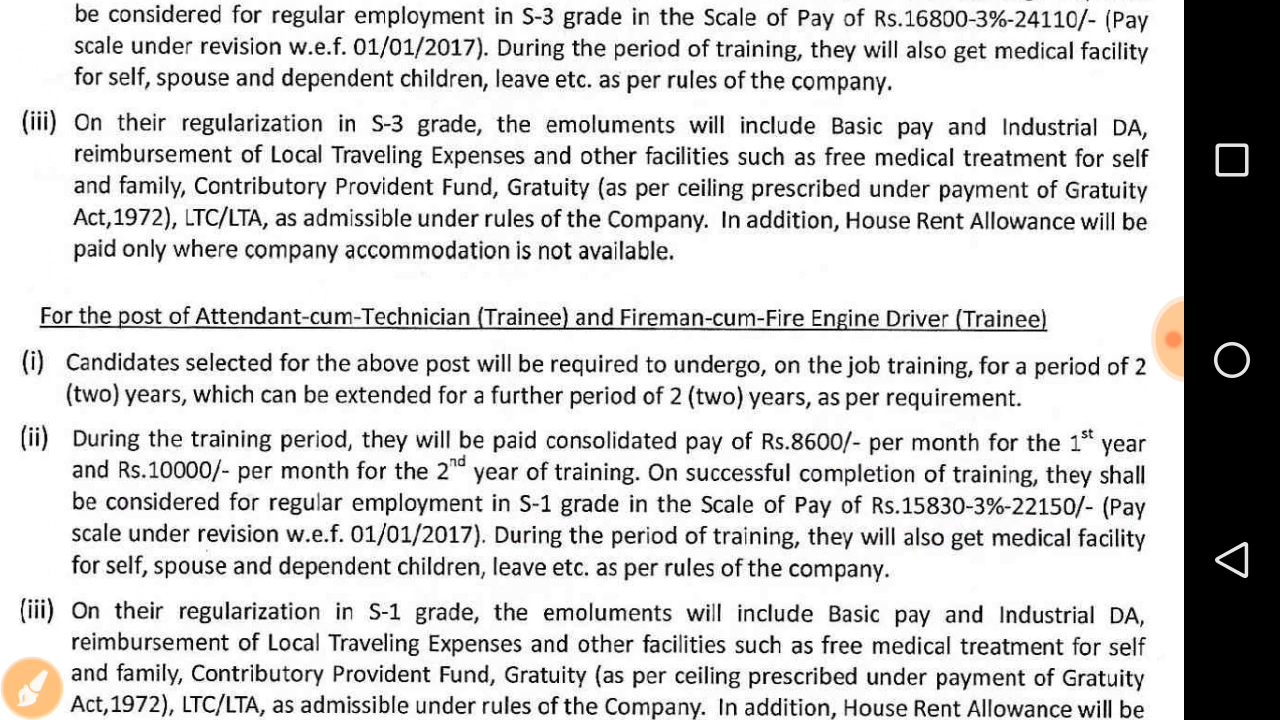 be considered for regular employment in S-3 grade in the Scale of Pay of Rs.16800-3%-24110/- (Pay
scale under revision w.e.f. 01/01/2017). During the period of training, they will also get medical facility
for self, spouse and dependent children, leave etc. as per rules of the company.
(iii) On their regularization in S-3 grade, the emoluments will include Basic pay and Industrial DA,
reimbursement of Local Traveling Expenses and other facilities such as free medical treatment for self
and family, Contributory Provident Fund, Gratuity (as per ceiling prescribed under payment of Gratuity
Act,1972), LTC/LTA, as admissible under rules of the Company. In addition, House Rent Allowance will be
paid only where company accommodation is not available.
For the post of Attendant-cum-Technician (Trainee) and Fireman-cum-Fire Engine Driver (Trainee)
(i) Candidates selected for the above post will be required to undergo, on the job training, for a period of 2
(two) years, which can be extended for a further period of 2 (two) years, as per requirement.
(ii) During the training period, they will be paid consolidated pay of Rs.8600/- per month for the 1st year
and Rs.10000/- per month for the 2nd year of training. On successful completion of training, they shall
be considered for regular employment in S-1 grade in the Scale of Pay of Rs.15830-3%-22150/- (Pay
scale under revision w.e.f. 01/01/2017). During the period of training, they will also get medical facility
for self, spouse and dependent children, leave etc. as per rules of the company.
(iii) On their regularization in S-1 grade, the emoluments will include Basic pay and Industrial DA,
reimbursement of Local Traveling Expenses and other facilities such as free medical treatment for self
and family, Contributory Provident Fund, Gratuity (as per ceiling prescribed under payment of Gratuity
Act,1972), LTC/LTA, as admissible under rules of the Company. In addition, House Rent Allowance will be